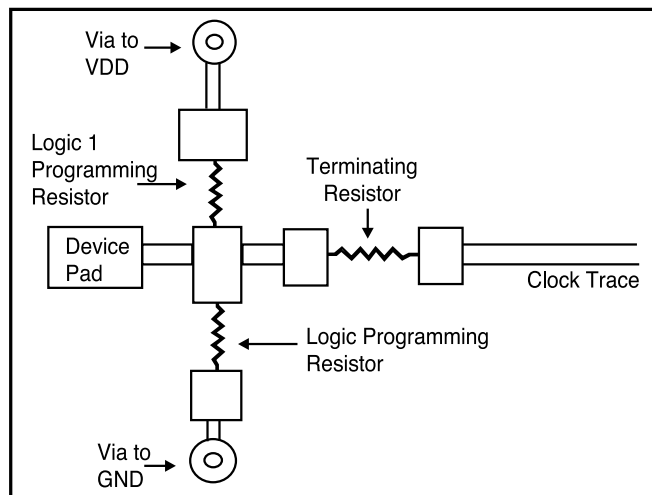 Via to
VDD
Logic 1
Programming
Resistor
Terminating
Resistor
Device
Pad
Clock Trace
Logic Programming
Resistor
Via to
GND